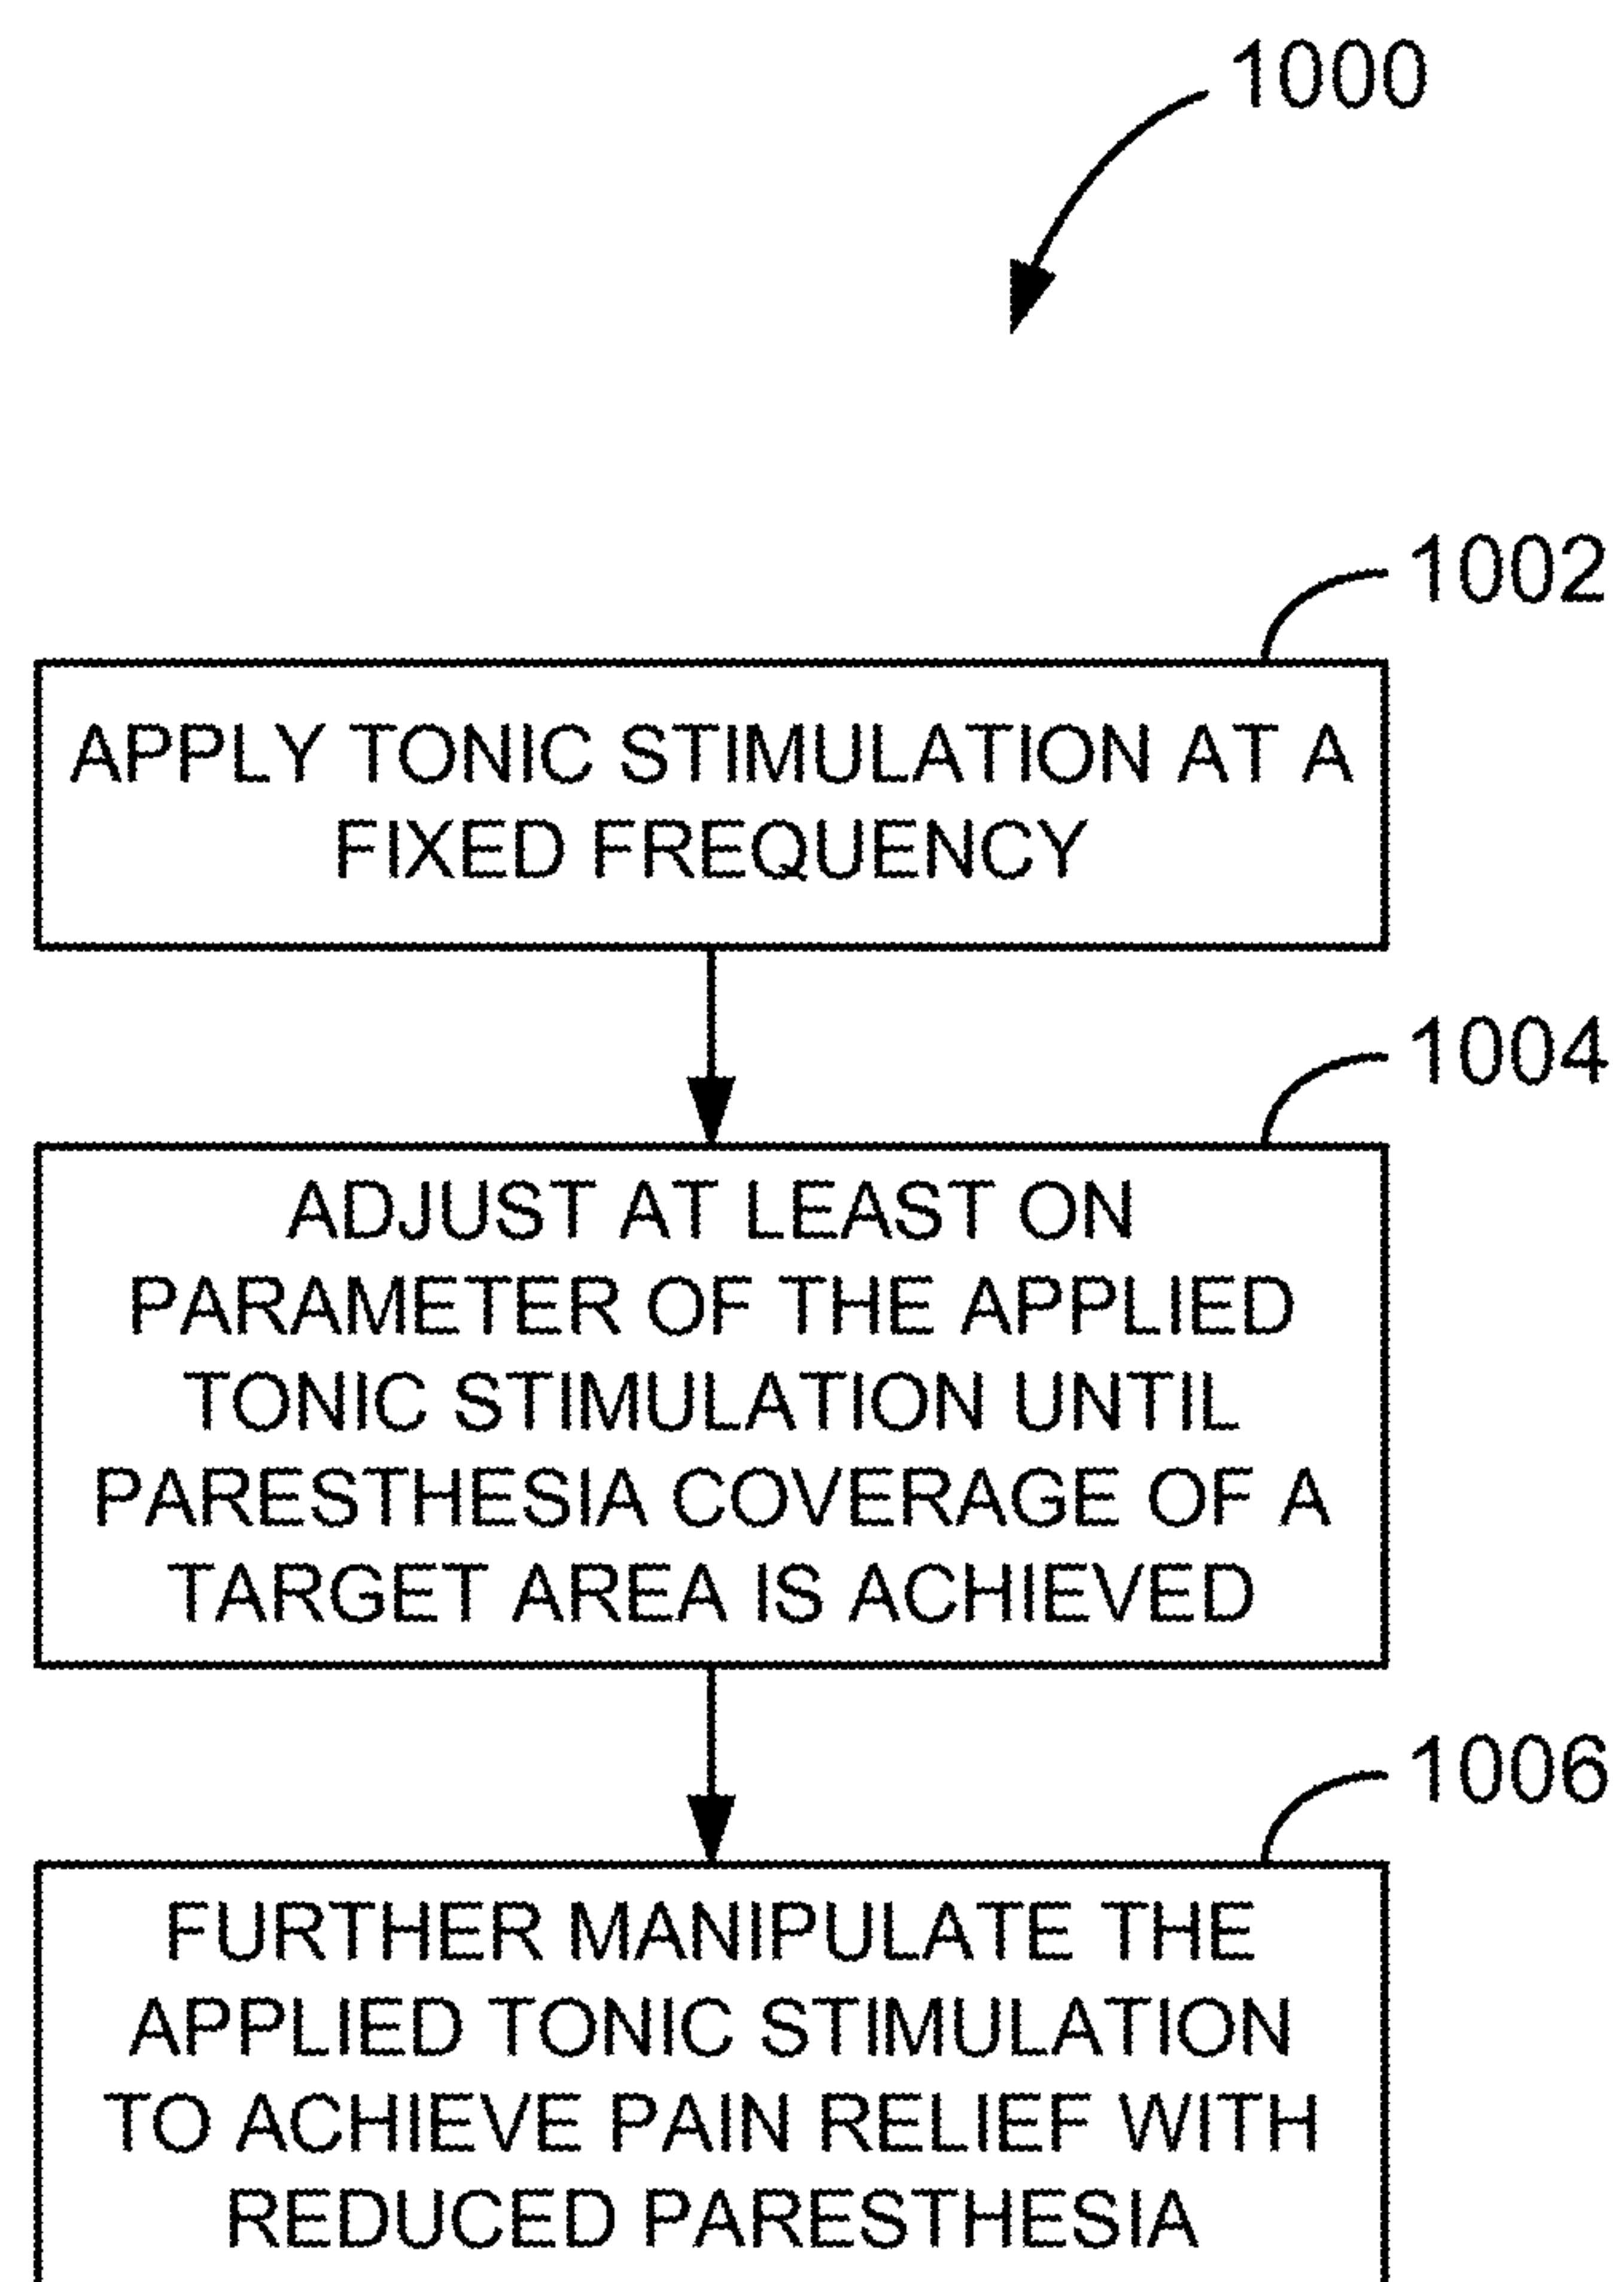 1000
1002
APPLY TONIC STIMULATION AT A
FIXED FREQUENCY
1004
ADJUST AT LEAST ON
PARAMETER OF THE APPLIED
TONIC STIMULATION UNTIL
PARESTHESIA COVERAGE OF A
TARGET AREA IS ACHIEVED
1006
FURTHER MANIPULATE THE
APPLIED TONIC STIMULATION
TO ACHIEVE PAIN RELIEF WITH
REDUCED PARESTHESIA